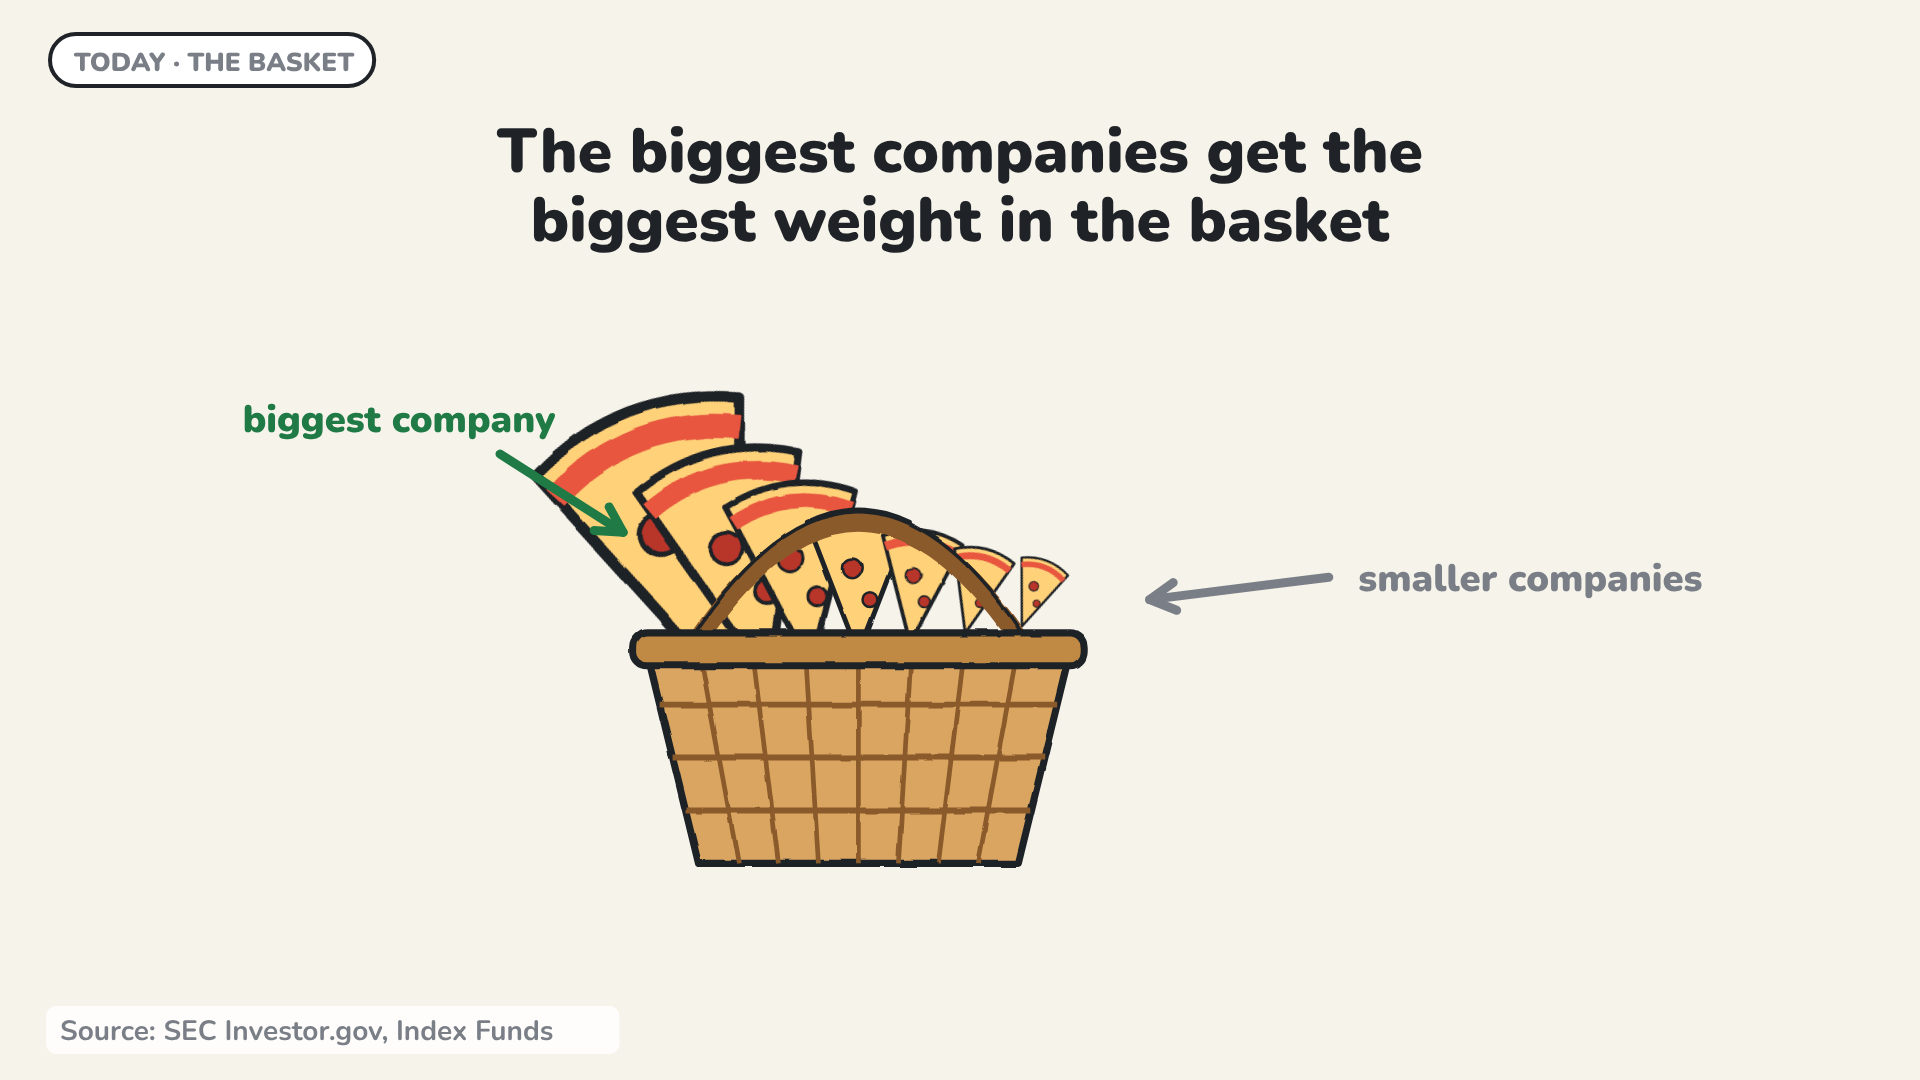 TODAY · THE BASKET
The biggest companies get the
biggest weight in the basket
biggest company
smaller companies
Source: SEC Investor.gov, Index Funds